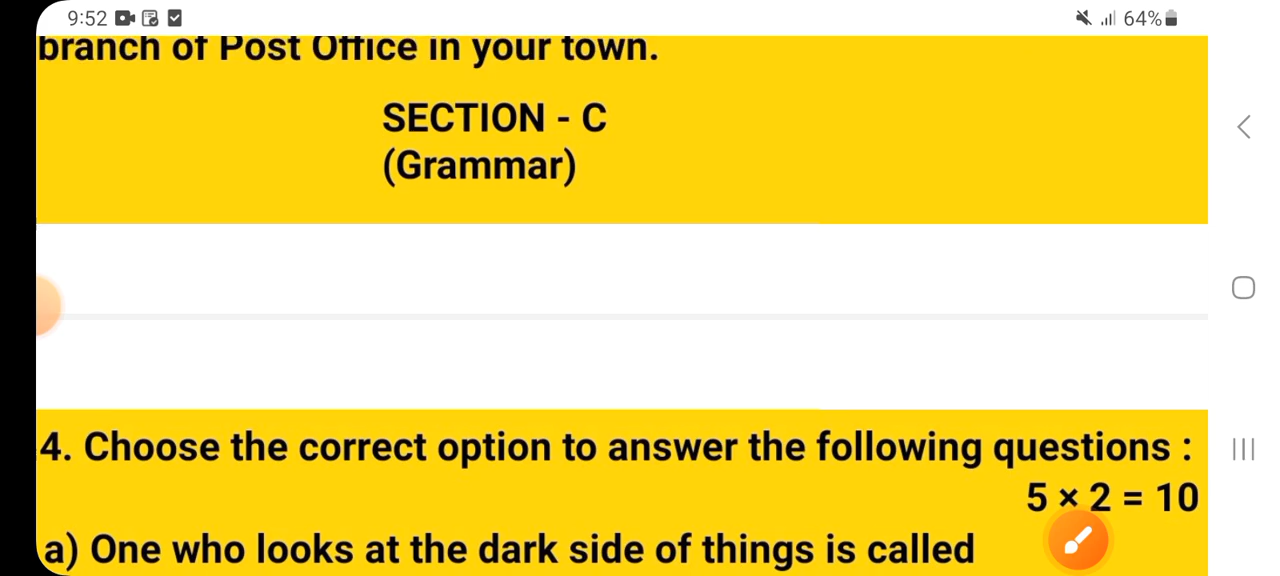 9:52
64%
branch of Post Office in your town.
SECTION - C
(Grammar)
4. Choose the correct option to answer the following questions :
5 × 2 = 10
a) One who looks at the dark side of things is called